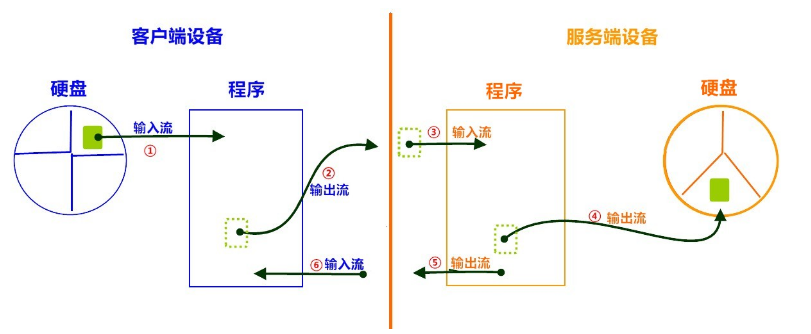 客户端设备
服务端设备
硬盘
程序
程序
硬盘
输入流
①
②
输出流
③ 输入流
④ 输出流
⑤ 输出流
⑥ 输入流